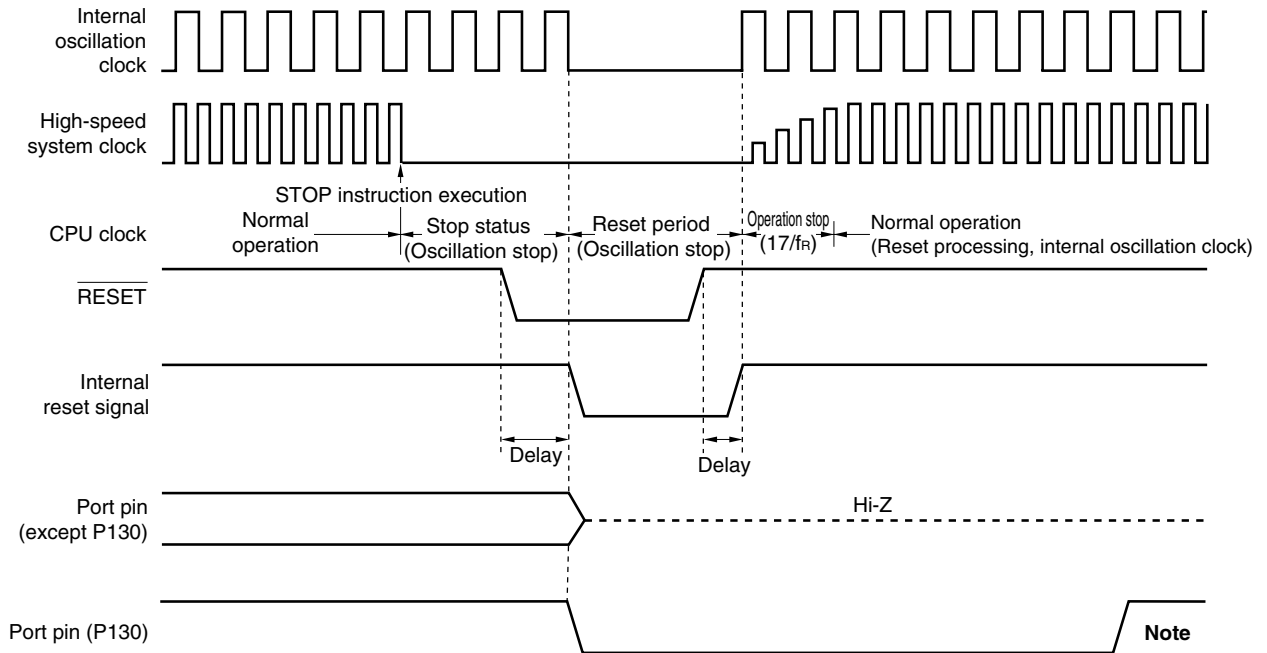 Internal
oscillation
clock
High-speed
system clock
STOP instruction execution
CPU clock
Normal
operation
Stop status
(Oscillation stop)
Reset period
(Oscillation stop)
Operation stop
(17/fR)
Normal operation
(Reset processing, internal oscillation clock)
RESET
Internal
reset signal
Delay
Delay
Port pin
(except P130)
Hi-Z
Port pin (P130)
Note